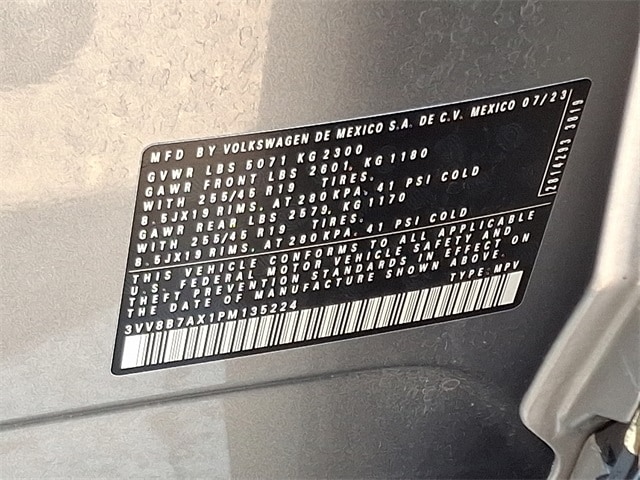 MFD BY VOLKSWAGEN DE MEXICO S.A. DE C.V. MEXICO 07/23
GVWR LBS 5071 KG 2300
GAWR FRONT LBS 2601, KG 1180
WITH 255/45 R19 TIRES.
8.5JX19 RIMS, AT 280 KPA, 41 PSI COLD
GAWR REAR LBS 2579, KG 1170
WITH 255/45 R19 TIRES.
8.5JX19 RIMS, AT 280 KPA, 41 PSI COLD
THIS VEHICLE CONFORMS TO ALL APPLICABLE
U.S. FEDERAL MOTOR VEHICLE SAFETY AND
THEFT PREVENTION STANDARDS IN EFFECT ON
THE DATE OF MANUFACTURE SHOWN ABOVE.
3VV8B7AX1PM135224 TYPE: MPV
2014293 3019